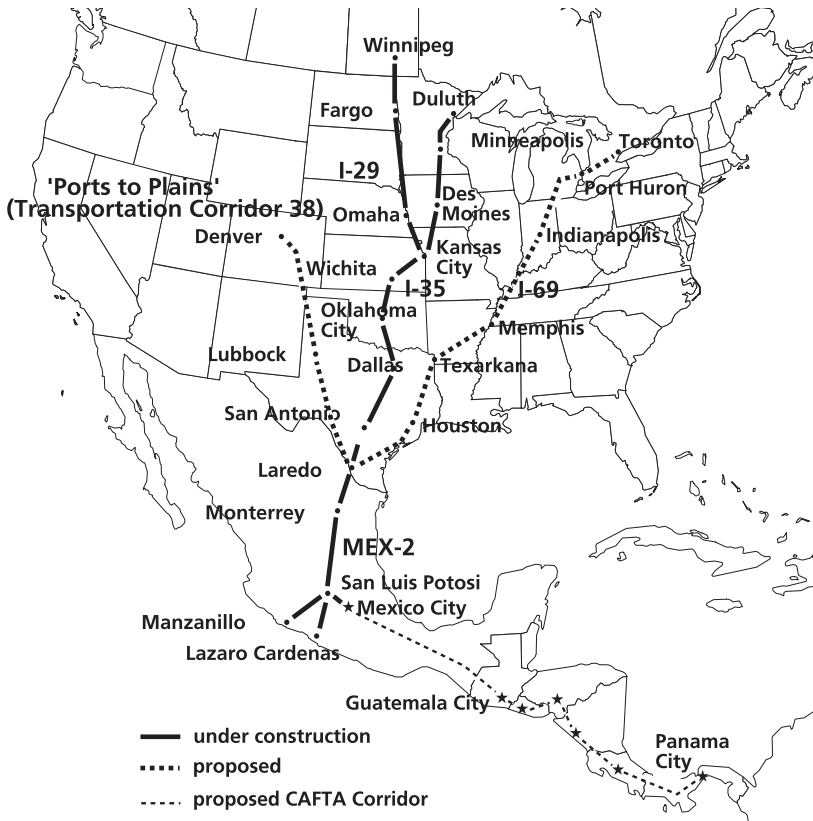 Winnipeg
Duluth
Fargo
Minneapolis
Toronto
I-29
Port Huron
'Ports to Plains'
(Transportation Corridor 38)
Des
Moines
Omaha
Denver
Indianapolis
Kansas
City
Wichita
I-35
I-69
Oklahoma
City
Memphis
Lubbock
Dallas
Texarkana
San Antonio
Houston
Laredo
Monterrey
MEX-2
San Luis Potosi
Mexico City
Manzanillo
Lazaro Cardenas
Guatemala City
under construction
Panama
City
proposed
proposed CAFTA Corridor